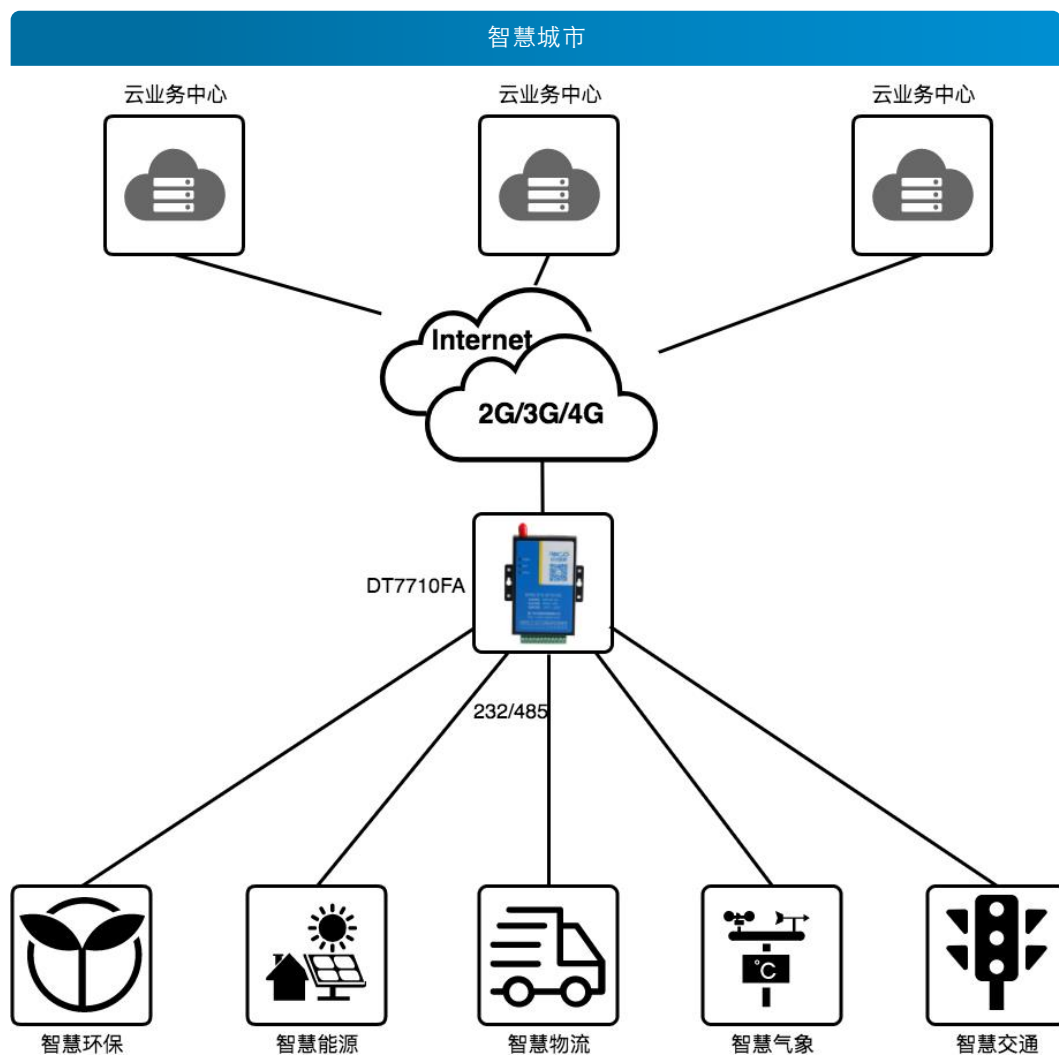 智慧城市
云业务中心
云业务中心
云业务中心
Internet
2G/3G/4G
DT7710FA
232/485
°C
智慧环保
智慧能源
智慧物流
智慧气象
智慧交通